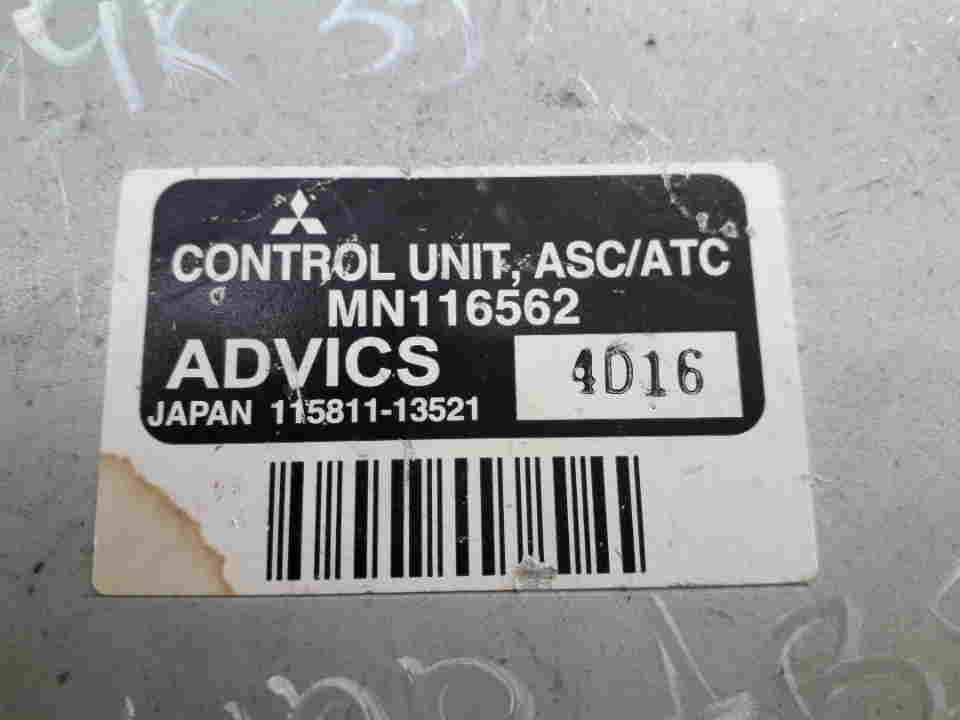 CONTROL UNIT, ASC/ATC
MN116562
ADVICS
4D16
JAPAN 115811-13521